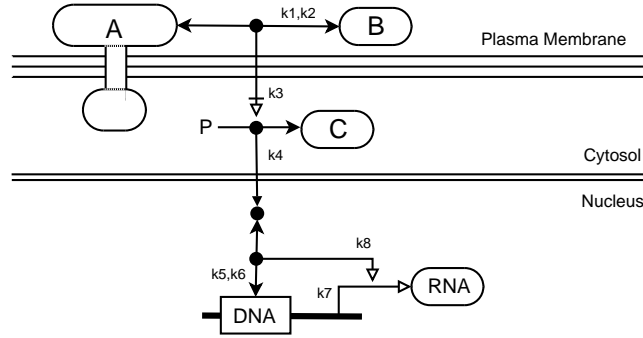 A
k1,k2
B
Plasma Membrane
k3
P
C
k4
Cytosol
Nucleus
k8
k5,k6
k7
RNA
DNA